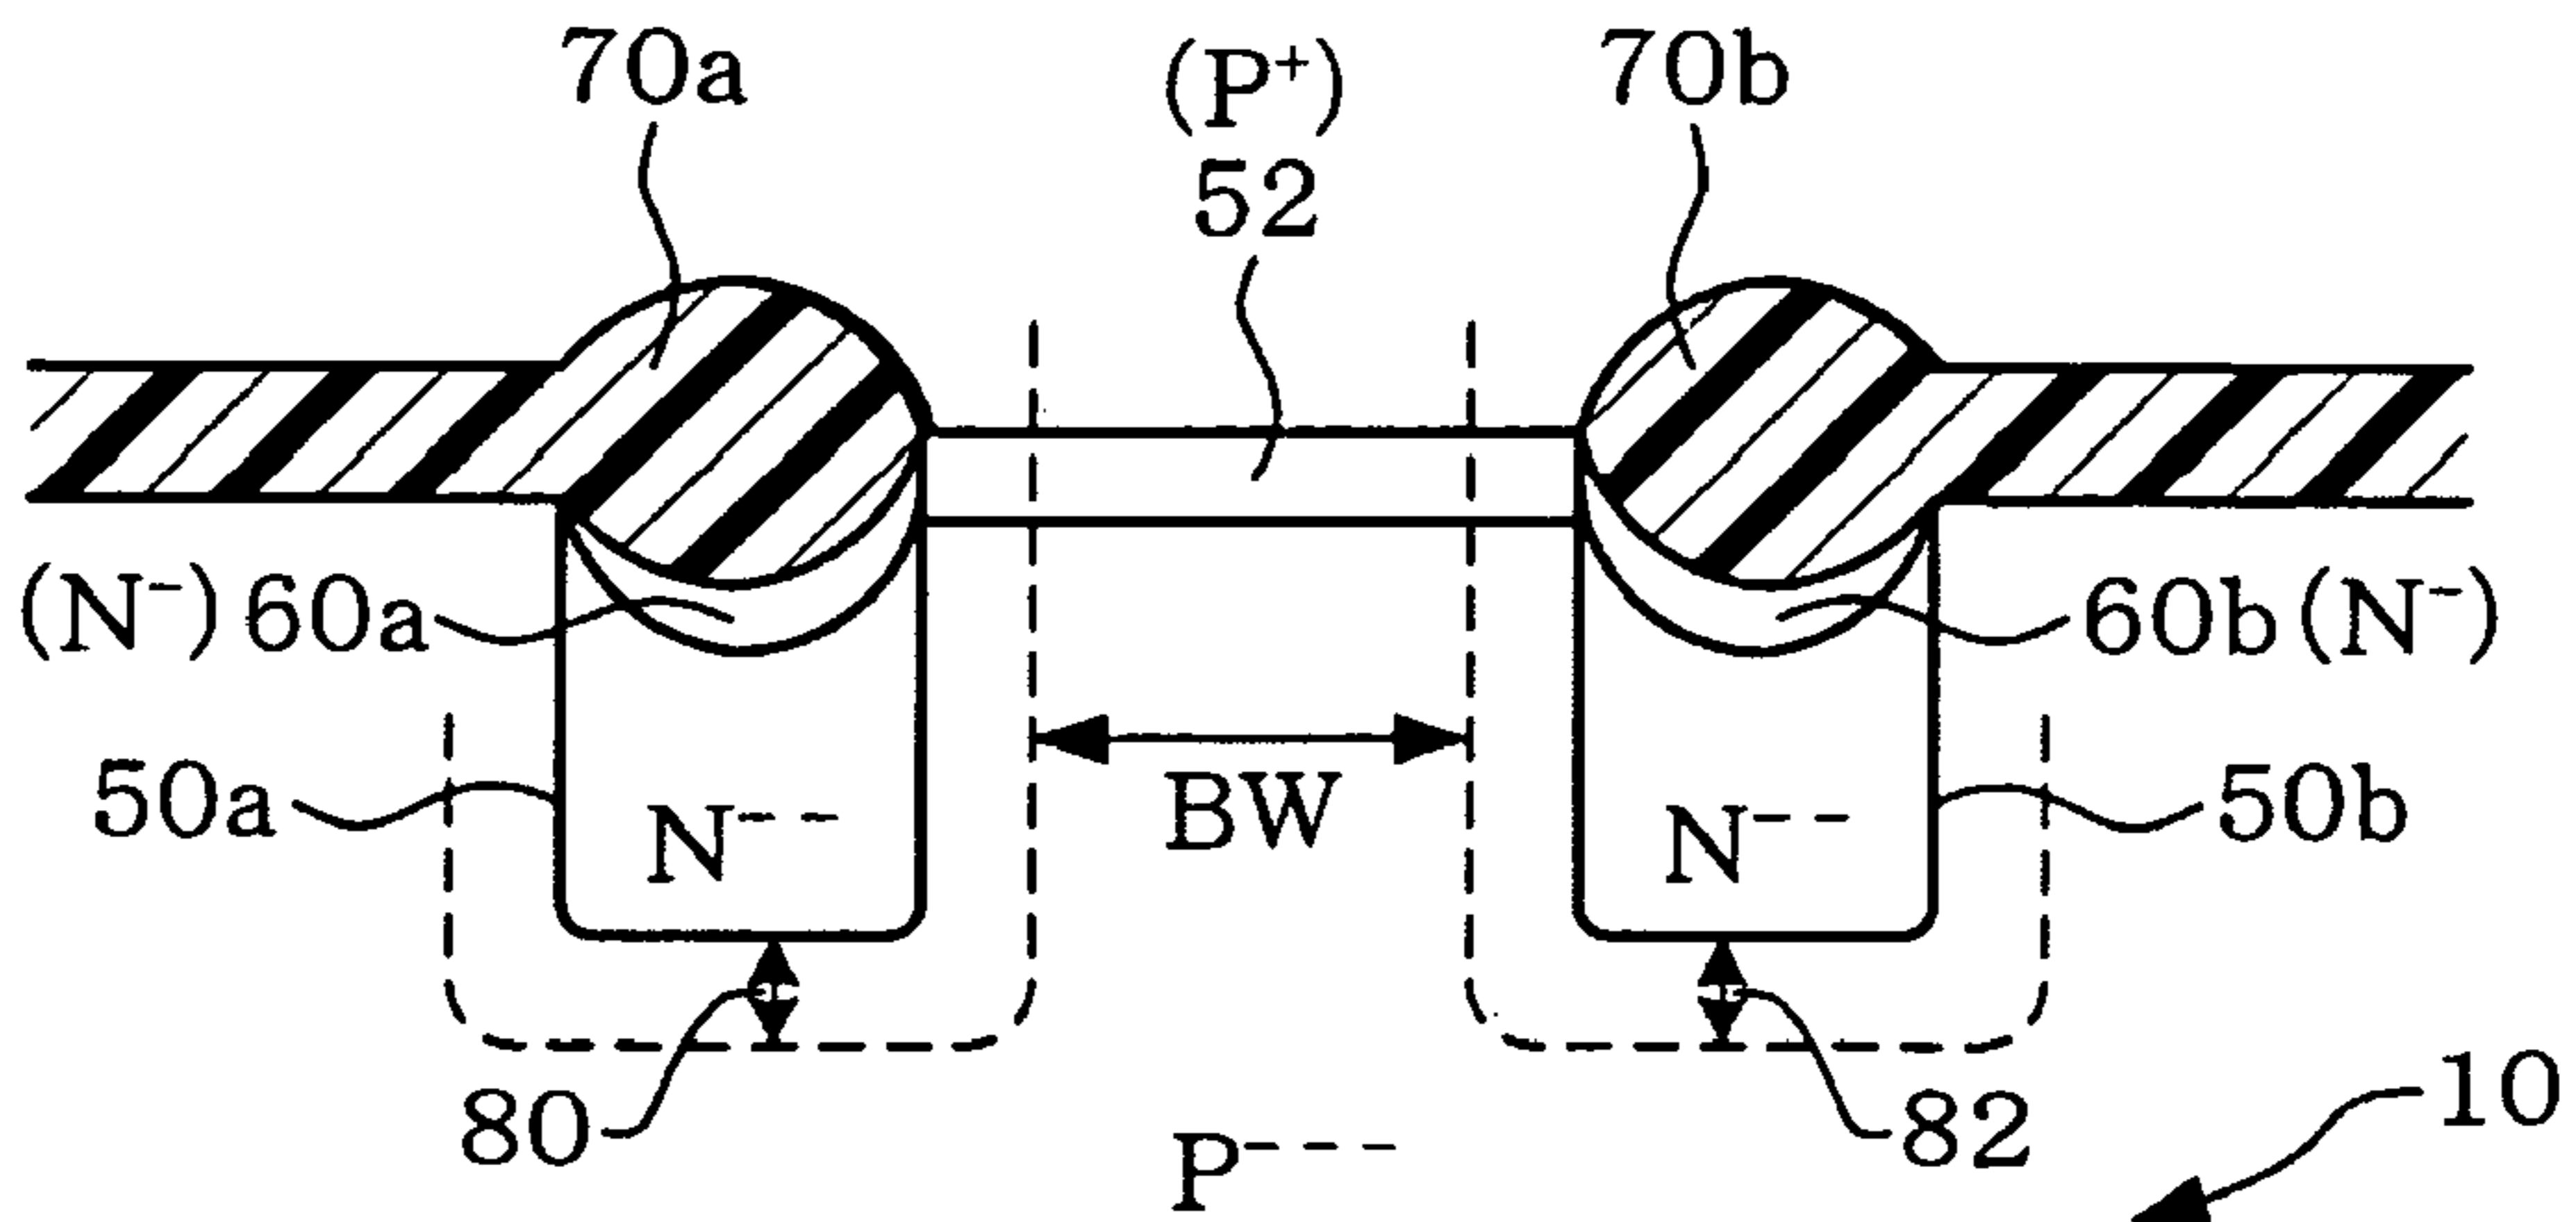 70a
(P⁺)
52
70b
(N⁻) 60a
60b (N⁻)
50a
N⁻⁻
BW
N⁻⁻
50b
80
P⁻⁻⁻
82
10